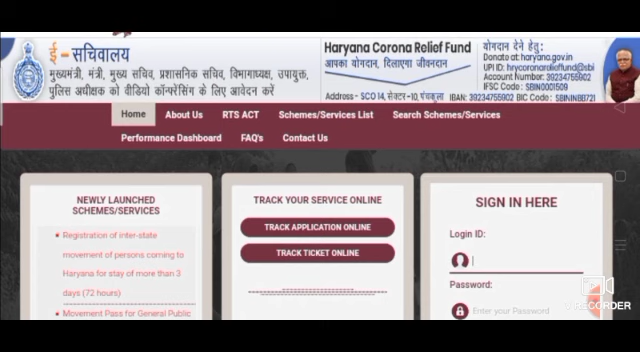 ई - सचिवालय
मुख्यमंत्री, मंत्री, मुख्य सचिव, प्रशासनिक सचिव, विभागाध्यक्ष, उपायुक्त,
पुलिस अधीक्षक को वीडियो कॉन्फ्रेंसिंग के लिए आवेदन करें
Haryana Corona Relief Fund
आपका योगदान, दिलाएगा जीवनदान
Address - SCO 14, सेक्टर -10, पंचकूला
योगदान देने हेतु:
Donate at: haryana.gov.in
UPI ID: hrycoronarelieffund@sbi
Account Number: 39234755902
IFSC Code : SBIN0001509
IBAN: 39234755902 BIC Code : SBININBB721
Home About Us RTS ACT Schemes/Services List Search Schemes/Services
Performance Dashboard FAQ's Contact Us
NEWLY LAUNCHED
SCHEMES/SERVICES
Registration of inter-state
movement of persons coming to
Haryana for stay of more than 3
days (72 hours)
Movement Pass for General Public
TRACK YOUR SERVICE ONLINE
TRACK APPLICATION ONLINE
TRACK TICKET ONLINE
SIGN IN HERE
Login ID:
Password:
Enter your Password
RECORDER